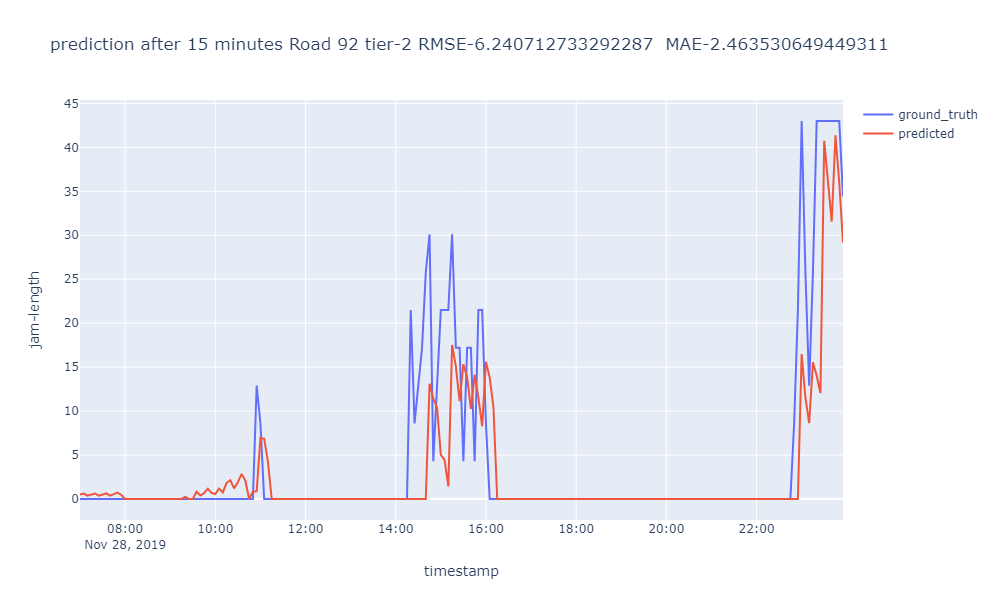 prediction after 15 minutes Road 92 tier-2 RMSE-6.240712733292287  MAE-2.463530649449311
ground_truth
predicted
45
40
35
30
25
20
15
10
5
0
jam-length
08:00 10:00 12:00 14:00 16:00 18:00 20:00 22:00
Nov 28, 2019
timestamp